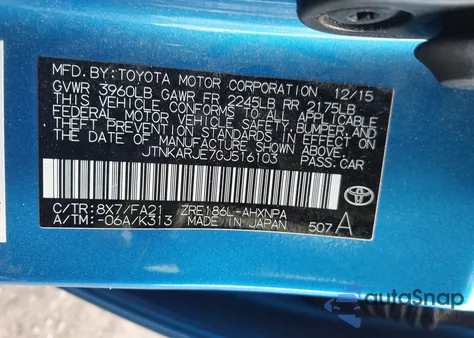 MFD. BY: TOYOTA MOTOR CORPORATION 12/15
GVWR 3960LB GAWR FR 2245LB RR 2175LB
THIS VEHICLE CONFORMS TO ALL APPLICABLE
FEDERAL MOTOR VEHICLE SAFETY, BUMPER, AND
THEFT PREVENTION STANDARDS IN EFFECT ON
THE DATE OF MANUFACTURE SHOWN ABOVE.
JTNKARJE7GJ516103 PASS.CAR
C/TR: 8X7/FA21 ZRE186L-AHXNPA
A/TM: -06A/K313 MADE IN JAPAN 507 A
autoSnap